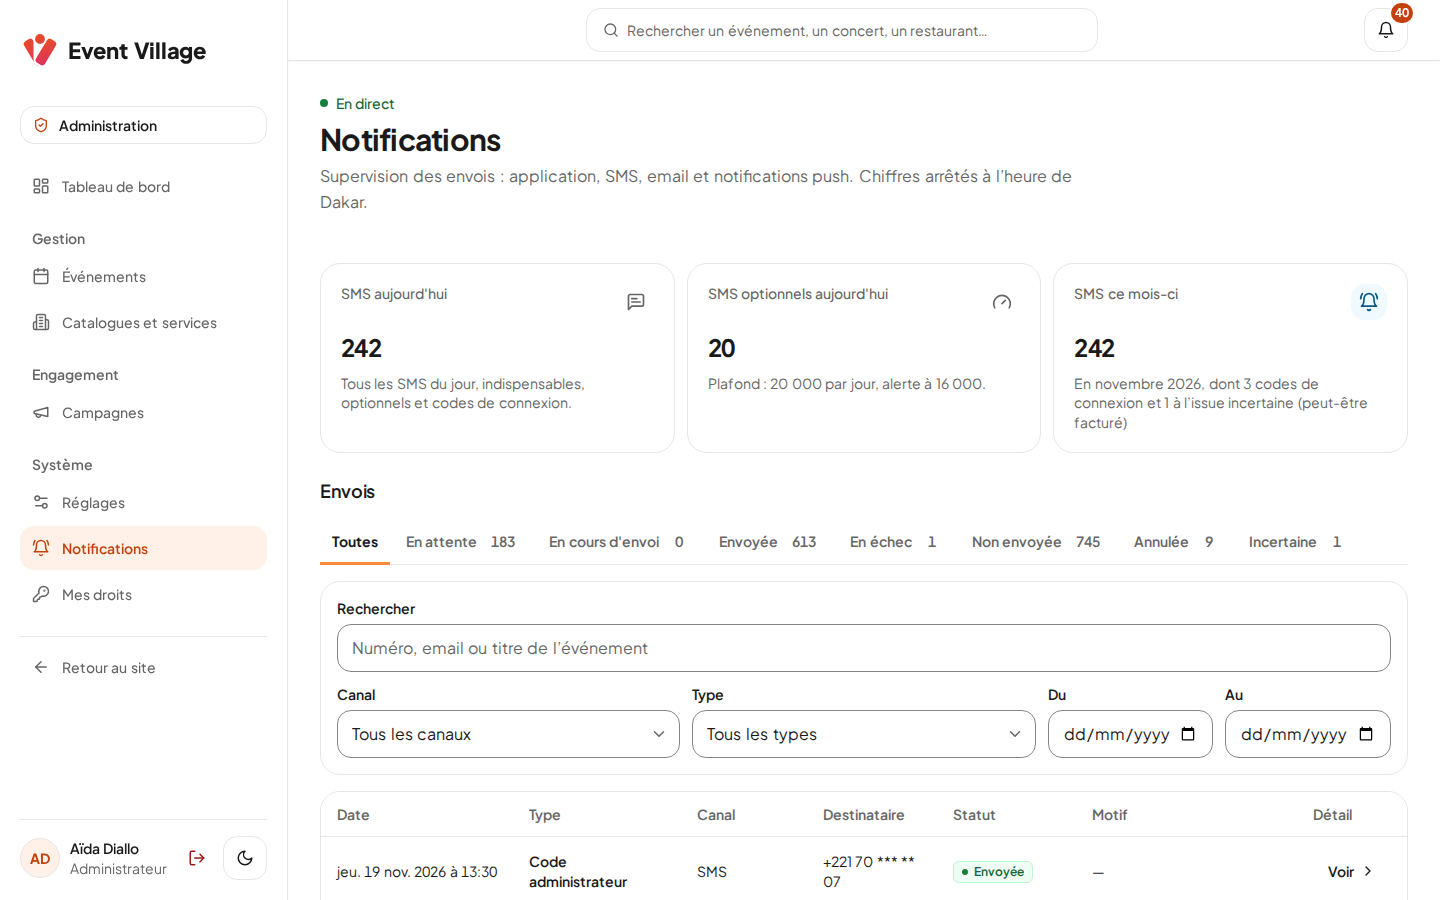 Event Village
Administration
Tableau de bord
Gestion
Événements
Catalogues et services
Engagement
Campagnes
Système
Réglages
Notifications
Mes droits
Retour au site
AD
Aïda Diallo
Administrateur
Rechercher un événement, un concert, un restaurant…
40
En direct
Notifications
Supervision des envois : application, SMS, email et notifications push. Chiffres arrêtés à l’heure de
Dakar.
SMS aujourd'hui
242
Tous les SMS du jour, indispensables,
optionnels et codes de connexion.
SMS optionnels aujourd'hui
20
Plafond : 20 000 par jour, alerte à 16 000.
SMS ce mois-ci
242
En novembre 2026, dont 3 codes de
connexion et 1 à l’issue incertaine (peut-être
facturé)
Envois
Toutes En attente 183 En cours d'envoi 0 Envoyée 613 En échec 1 Non envoyée 745 Annulée 9 Incertaine 1
Rechercher
Numéro, email ou titre de l’événement
Canal Type Du Au
Tous les canaux Tous les types dd/mm/yyyy dd/mm/yyyy
Date Type Canal Destinataire Statut Motif Détail
jeu. 19 nov. 2026 à 13:30 Code administrateur SMS +221 70 *** ** 07 Envoyée — Voir